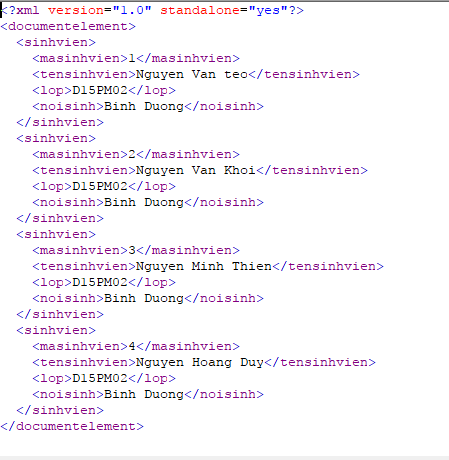 <?xml version="1.0" standalone="yes"?>
<documentelement>
  <sinhvien>
    <masinhvien>1</masinhvien>
    <tensinhvien>Nguyen Van teo</tensinhvien>
    <lop>D15PM02</lop>
    <noisinh>Binh Duong</noisinh>
  </sinhvien>
  <sinhvien>
    <masinhvien>2</masinhvien>
    <tensinhvien>Nguyen Van Khoi</tensinhvien>
    <lop>D15PM02</lop>
    <noisinh>Binh Duong</noisinh>
  </sinhvien>
  <sinhvien>
    <masinhvien>3</masinhvien>
    <tensinhvien>Nguyen Minh Thien</tensinhvien>
    <lop>D15PM02</lop>
    <noisinh>Binh Duong</noisinh>
  </sinhvien>
  <sinhvien>
    <masinhvien>4</masinhvien>
    <tensinhvien>Nguyen Hoang Duy</tensinhvien>
    <lop>D15PM02</lop>
    <noisinh>Binh Duong</noisinh>
  </sinhvien>
</documentelement>